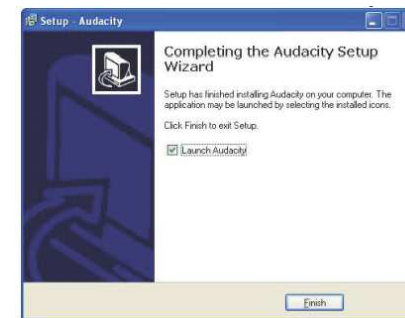 Setup - Audacity
Completing the Audacity Setup
Wizard
Setup has finished installing Audacity on your computer. The
application may be launched by selecting the installed icons.
Click Finish to exit Setup.
Launch Audacity
Finish